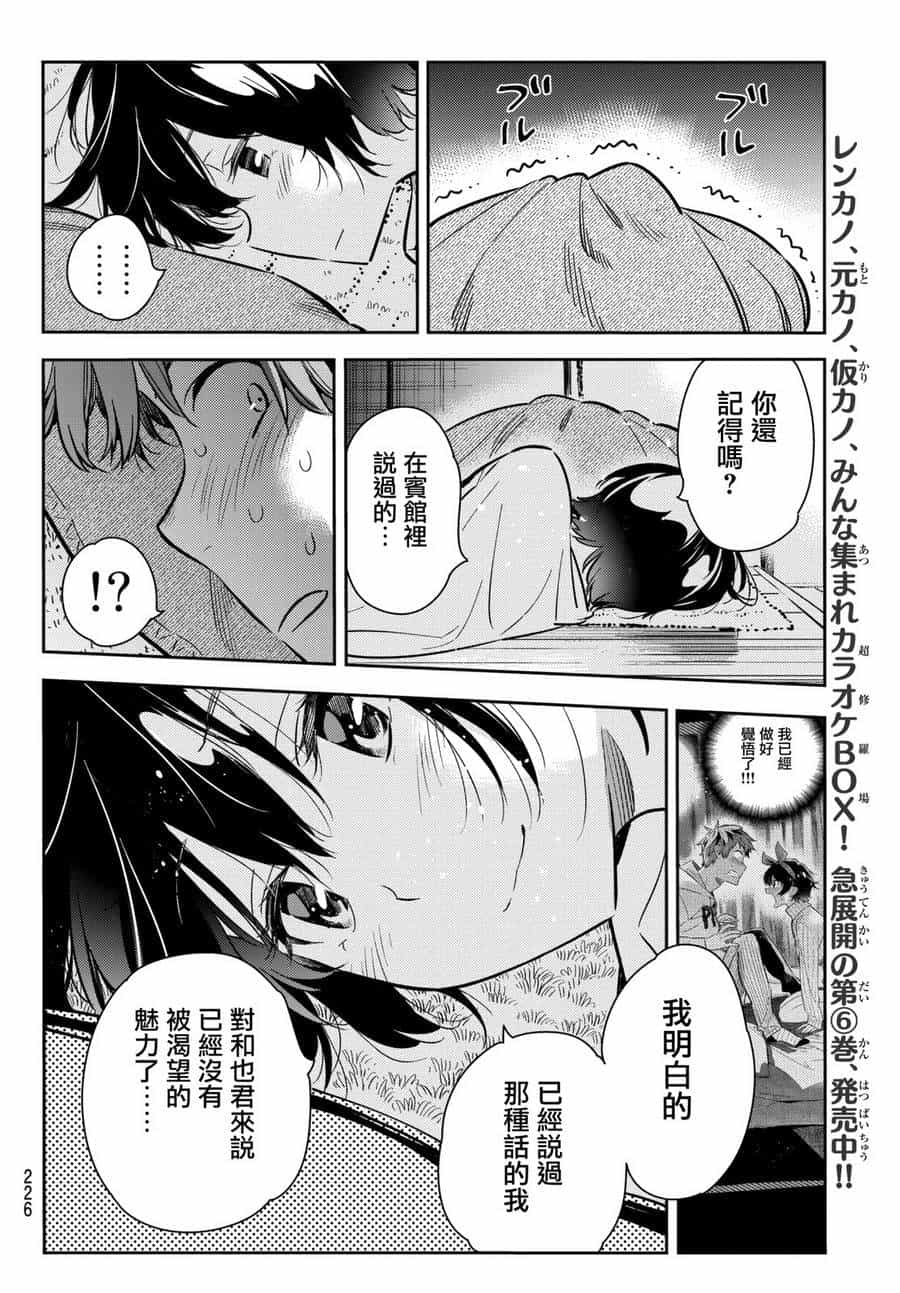 ブル
ブル
⋯⋯
你還
記得嗎?
在賓館裡
説過的…
!?
我已經
做好
覺悟了!!!
我明白的
已經説過
那種話的我
對和也君來説
已經沒有
被渴望的
魅力了……
レンカノ、元カノ、仮カノ、みんな集まれカラオケBOX! 急展開の第⑥巻、発売中!!
もと
かり
あつ
超修羅場
きゅうてんかい
だい
かん
はつばいちゅう
226